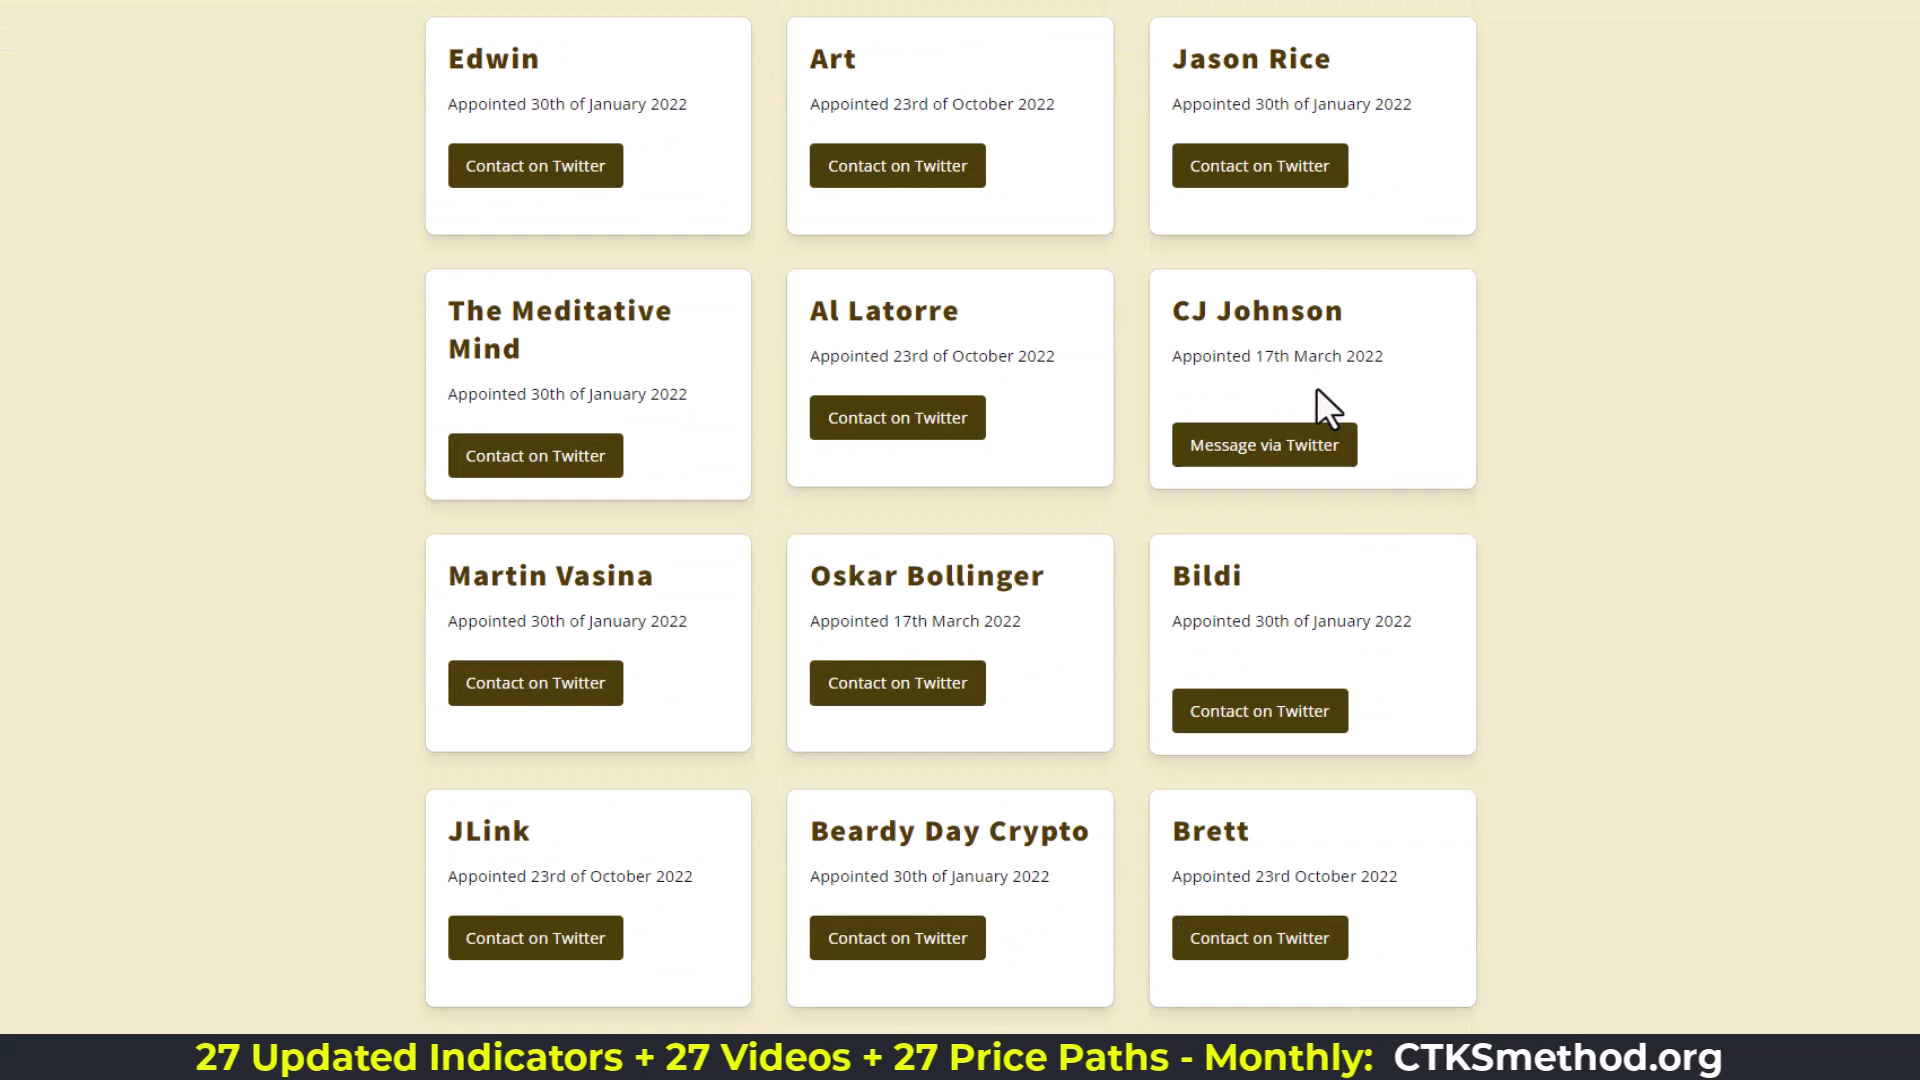 Edwin
Appointed 30th of January 2022
Contact on Twitter
Art
Appointed 23rd of October 2022
Contact on Twitter
Jason Rice
Appointed 30th of January 2022
Contact on Twitter
The Meditative
Mind
Appointed 30th of January 2022
Contact on Twitter
Al Latorre
Appointed 23rd of October 2022
Contact on Twitter
CJ Johnson
Appointed 17th March 2022
Message via Twitter
Martin Vasina
Appointed 30th of January 2022
Contact on Twitter
Oskar Bollinger
Appointed 17th March 2022
Contact on Twitter
Bildi
Appointed 30th of January 2022
Contact on Twitter
JLink
Appointed 23rd of October 2022
Contact on Twitter
Beardy Day Crypto
Appointed 30th of January 2022
Contact on Twitter
Brett
Appointed 23rd October 2022
Contact on Twitter
27 Updated Indicators + 27 Videos + 27 Price Paths - Monthly: CTKSmethod.org